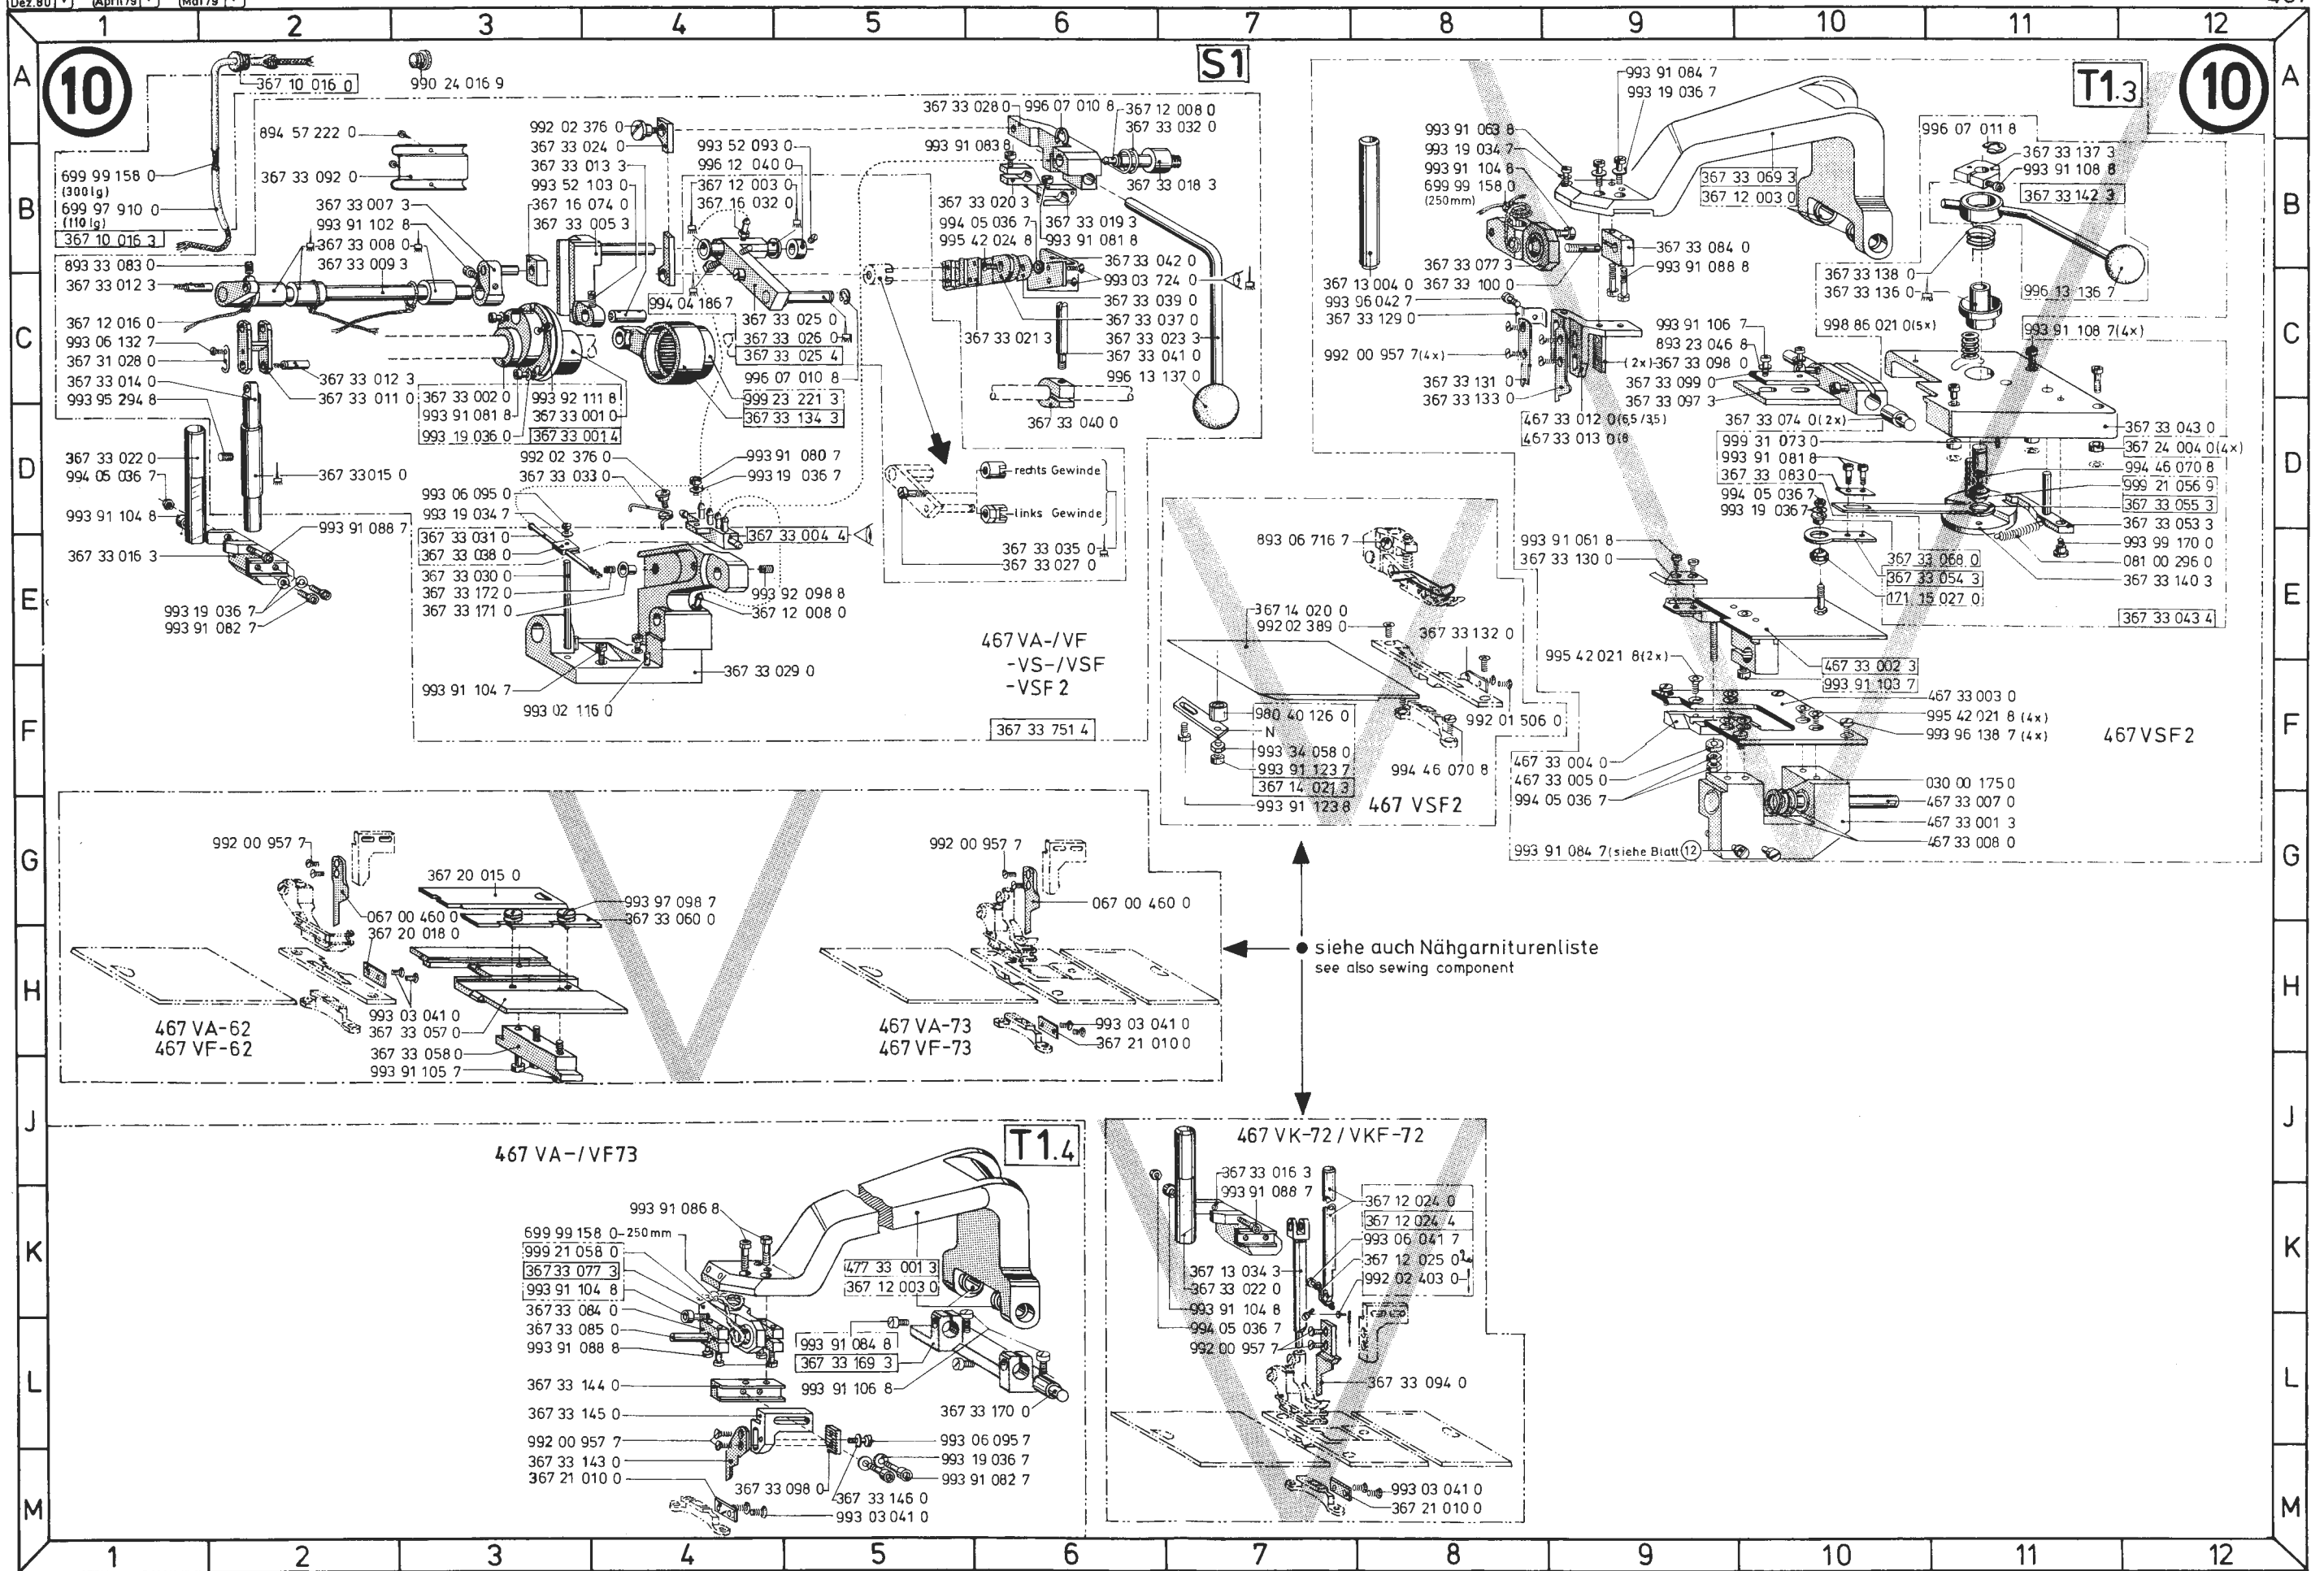 Dez.80
(April79
(Mai79
467
1 2 3 4 5 6 7 8 9 10 11 12
A
B
C
D
E
F
G
H
J
K
L
M
10
S1
T1.3
10
367 10 016 0
990 24 016 9
894 57 222 0
699 99 158 0
(300lg)
699 97 910 0
(110lg)
367 10 016 3
367 33 092 0
367 33 007 3
993 91 102 8
367 33 008 0
367 33 009 3
893 33 083 0
367 33 012 3
367 12 016 0
993 06 132 7
367 31 028 0
367 33 014 0
993 95 294 8
367 33 012 3
367 33 011 0
367 33 022 0
994 05 036 7
993 91 104 8
367 33 016 3
367 33 015 0
993 91 088 7
993 19 036 7
993 91 082 7
992 02 376 0
367 33 024 0
367 33 013 3
993 52 103 0
367 16 074 0
367 33 005 3
993 52 093 0
996 12 040 0
367 12 003 0
367 16 032 0
994 04 186 7
367 33 025 0
367 33 026 0
367 33 025 4
996 07 010 8
999 23 221 3
367 33 134 3
367 33 002 0
993 91 081 8
993 19 036 0
993 92 111 8
367 33 001 0
367 33 001 4
992 02 376 0
367 33 033 0
993 06 095 0
993 19 034 7
367 33 031 0
367 33 038 0
367 33 030 0
367 33 172 0
367 33 171 0
993 91 080 7
993 19 036 7
367 33 004 4
993 92 098 8
367 12 008 0
367 33 029 0
993 91 104 7
993 02 116 0
367 33 028 0
996 07 010 8
367 12 008 0
367 33 032 0
993 91 083 8
367 33 018 3
367 33 020 3
994 05 036 7
995 42 024 8
367 33 019 3
993 91 081 8
367 33 042 0
993 03 724 0
367 33 039 0
367 33 037 0
367 33 023 3
367 33 041 0
996 13 137 0
367 33 021 3
367 33 040 0
rechts Gewinde
links Gewinde
367 33 035 0
367 33 027 0
467 VA-/VF
-VS-/VSF
-VSF 2
367 33 751 4
893 06 716 7
367 14 020 0
992 02 389 0
367 33 132 0
980 40 126 0
N
993 34 058 0
993 91 123 7
367 14 021 3
993 91 123 8
992 01 506 0
994 46 070 8
467 VSF2
993 91 084 7
993 19 036 7
993 91 063 8
993 19 034 7
993 91 104 8
699 99 158 0
(250mm)
367 33 069 3
367 12 003 0
367 33 084 0
993 91 088 8
367 33 077 3
367 33 100 0
367 13 004 0
993 96 042 7
367 33 129 0
992 00 957 7(4x)
367 33 131 0
367 33 133 0
(2x)367 33 098 0
993 91 106 7
893 23 046 8
367 33 099 0
367 33 097 3
467 33 012 0(6,5/3,5)
467 33 013 0(8
996 07 011 8
367 33 137 3
993 91 108 8
367 33 142 3
367 33 138 0
367 33 136 0
996 13 136 7
998 86 021 0(5x)
993 91 108 7(4x)
367 33 074 0(2x)
999 31 073 0
993 91 081 8
367 33 083 0
994 05 036 7
993 19 036 7
367 33 043 0
367 24 004 0(4x)
994 46 070 8
999 21 056 9
367 33 055 3
367 33 053 3
993 99 170 0
081 00 296 0
367 33 140 3
367 33 043 4
367 33 068 0
367 33 054 3
171 15 027 0
993 91 061 8
367 33 130 0
995 42 021 8(2x)
467 33 002 3
993 91 103 7
467 33 003 0
995 42 021 8 (4x)
993 96 138 7 (4x)
467 VSF2
467 33 004 0
467 33 005 0
994 05 036 7
030 00 175 0
467 33 007 0
467 33 001 3
467 33 008 0
993 91 084 7(siehe Blatt 12)
992 00 957 7
367 20 015 0
067 00 460 0
367 20 018 0
993 97 098 7
367 33 060 0
993 03 041 0
367 33 057 0
467 VA-62
467 VF-62
367 33 058 0
993 91 105 7
992 00 957 7
067 00 460 0
467 VA-73
467 VF-73
993 03 041 0
367 21 010 0
siehe auch Nähgarniturenliste
see also sewing component
467 VA-/VF73
T1.4
993 91 086 8
699 99 158 0-250mm
999 21 058 0
367 33 077 3
993 91 104 8
367 33 084 0
367 33 085 0
993 91 088 8
477 33 001 3
367 12 003 0
993 91 084 8
367 33 169 3
993 91 106 8
367 33 170 0
367 33 144 0
367 33 145 0
992 00 957 7
367 33 143 0
367 21 010 0
993 06 095 7
993 19 036 7
993 91 082 7
367 33 098 0
367 33 146 0
993 03 041 0
467 VK-72 / VKF-72
367 33 016 3
993 91 088 7
367 12 024 0
367 12 024 4
993 06 041 7
367 12 025 0
992 02 403 0
367 13 034 3
367 33 022 0
993 91 104 8
994 05 036 7
992 00 957 7
367 33 094 0
993 03 041 0
367 21 010 0
1 2 3 4 5 6 7 8 9 10 11 12